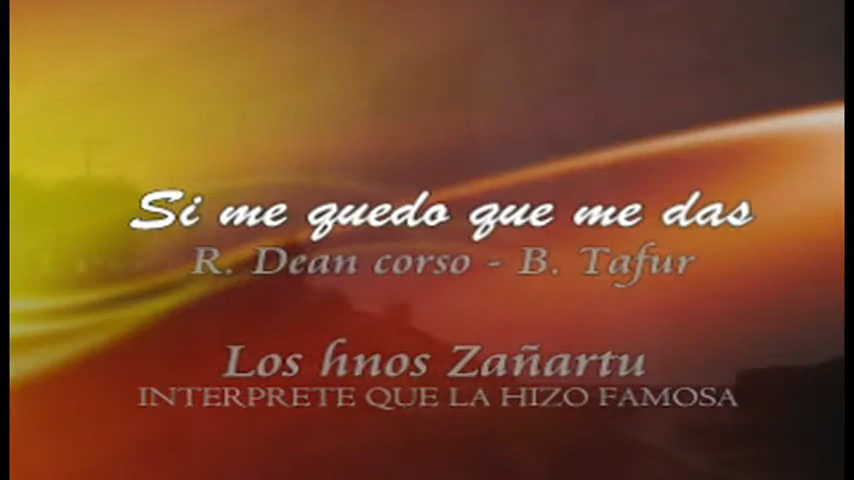 Si me quedo que me das
R. Dean corso - B. Tafur
Los hnos Zañartu
INTERPRETE QUE LA HIZO FAMOSA